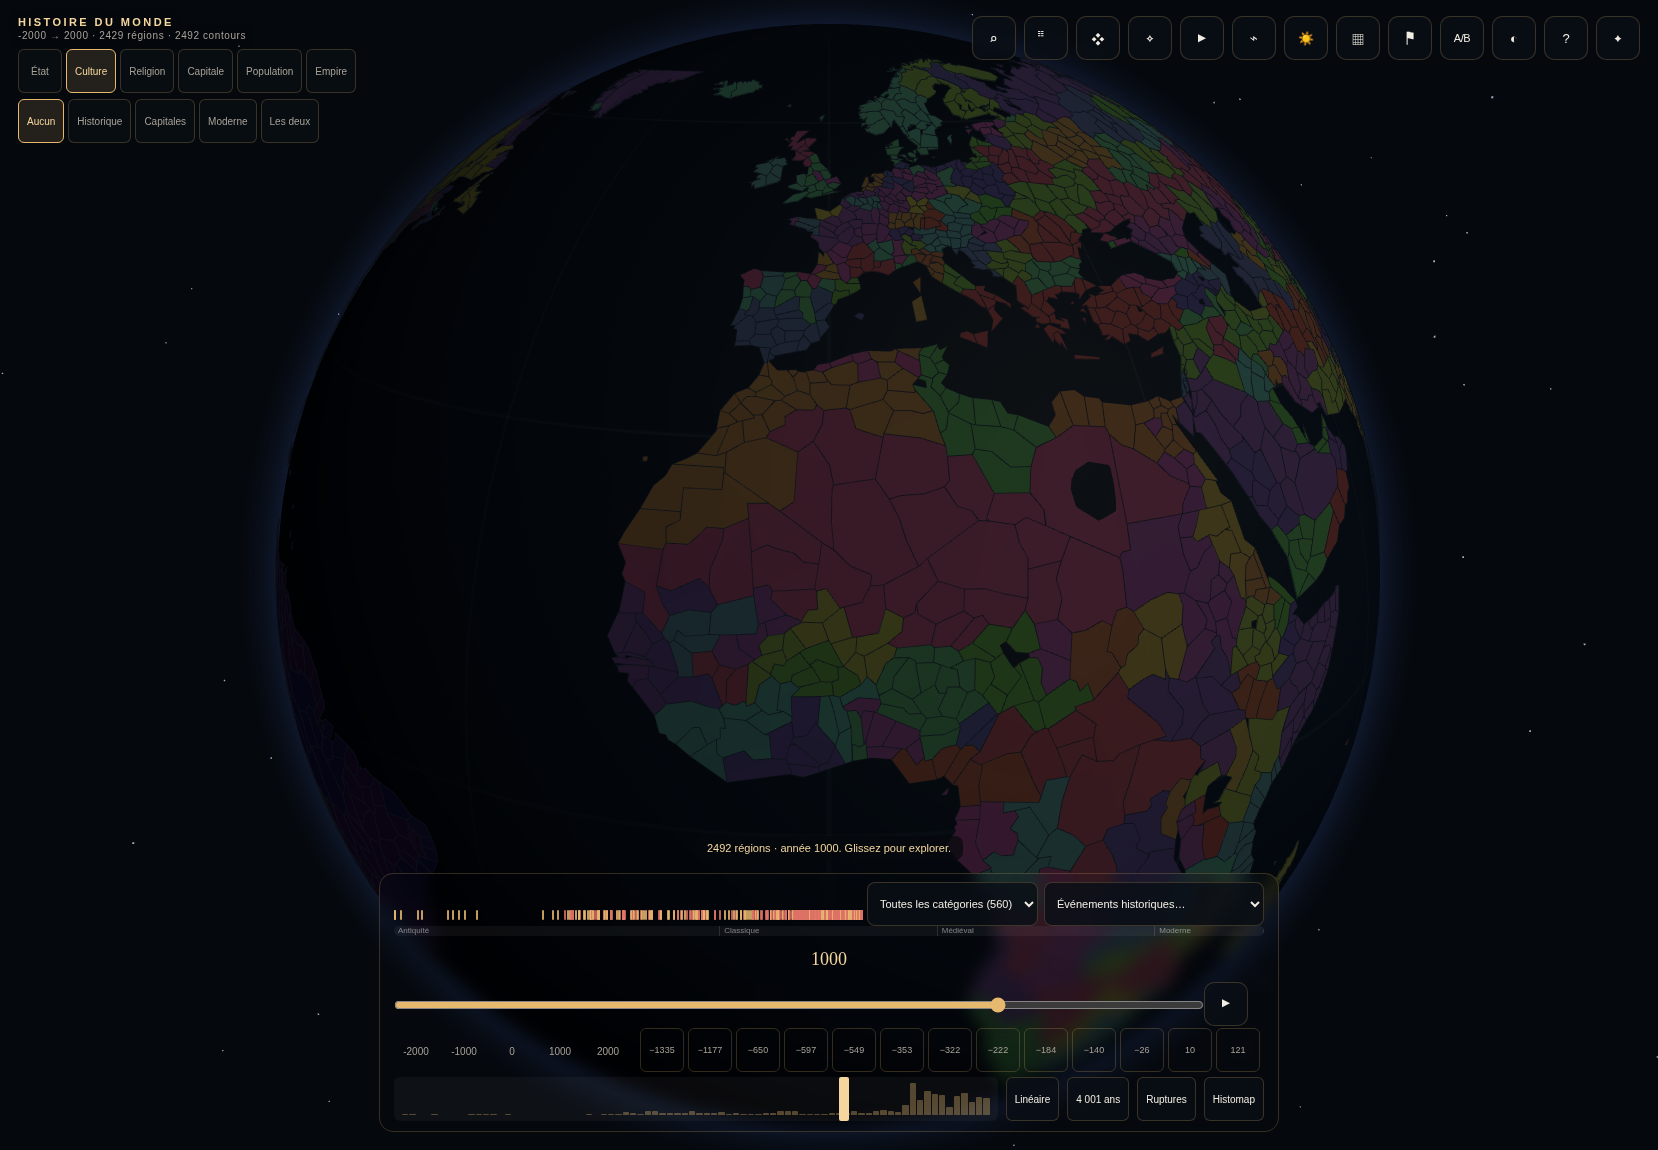 HISTOIRE DU MONDE
-2000 → 2000 · 2429 régions · 2492 contours
État Culture Religion Capitale Population Empire
Aucun Historique Capitales Moderne Les deux
A/B ?
2492 régions · année 1000. Glissez pour explorer.
Toutes les catégories (560) Événements historiques…
Antiquité Classique Médiéval Moderne
1000
-2000 -1000 0 1000 2000 −1335 −1177 −650 −597 −549 −353 −322 −222 −184 −140 −26 10 121
Linéaire 4 001 ans Ruptures Histomap